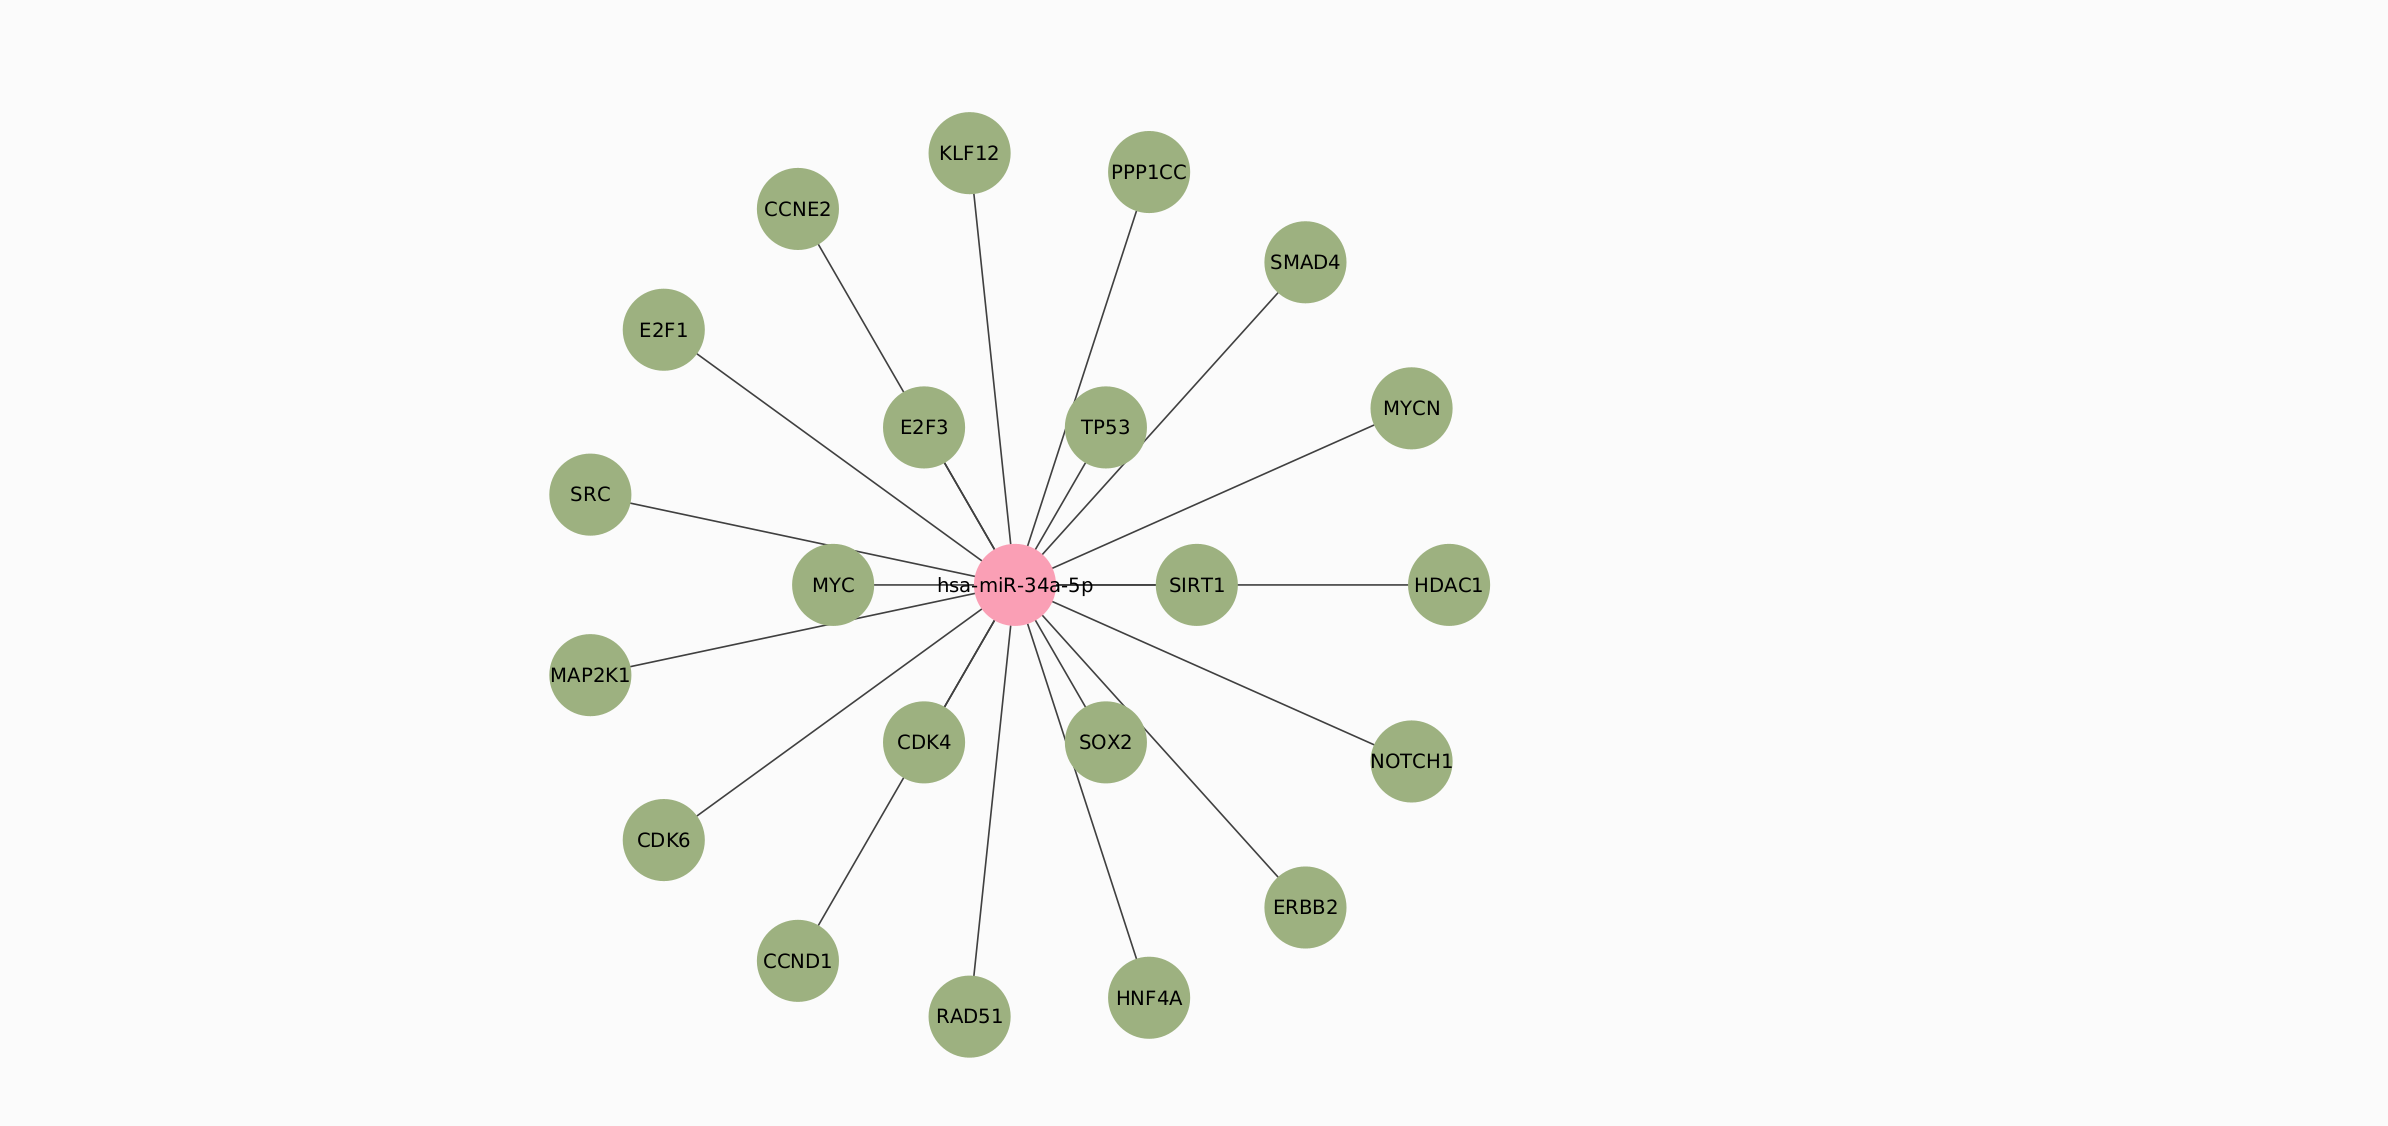 KLF12
PPP1CC
CCNE2
SMAD4
E2F1
MYCN
E2F3
TP53
SRC
MYC
hsa-miR-34a-5p
SIRT1
HDAC1
MAP2K1
CDK4
SOX2
NOTCH1
CDK6
ERBB2
CCND1
HNF4A
RAD51